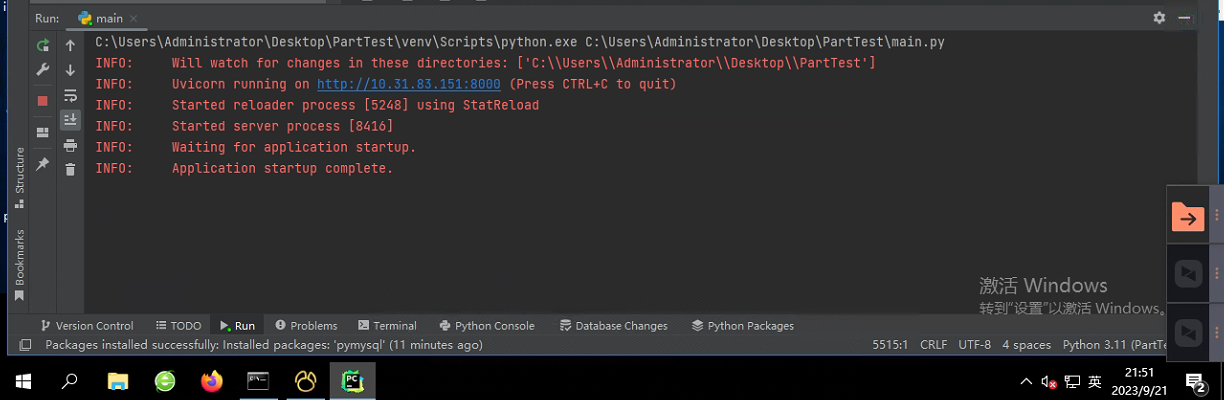 Run:
main
C:\Users\Administrator\Desktop\PartTest\venv\Scripts\python.exe C:\Users\Administrator\Desktop\PartTest\main.py
INFO: Will watch for changes in these directories: ['C:\\Users\\Administrator\\Desktop\\PartTest']
INFO: Uvicorn running on http://10.31.83.151:8000 (Press CTRL+C to quit)
INFO: Started reloader process [5248] using StatReload
INFO: Started server process [8416]
INFO: Waiting for application startup.
INFO: Application startup complete.
Structure
Bookmarks
激活 Windows
转到"设置"以激活 Windows。
Version Control
TODO
Run
Problems
Terminal
Python Console
Database Changes
Python Packages
Packages installed successfully: Installed packages: 'pymysql' (11 minutes ago)
5515:1
CRLF
UTF-8
4 spaces
Python 3.11
PC
英
21:51
2023/9/21
2